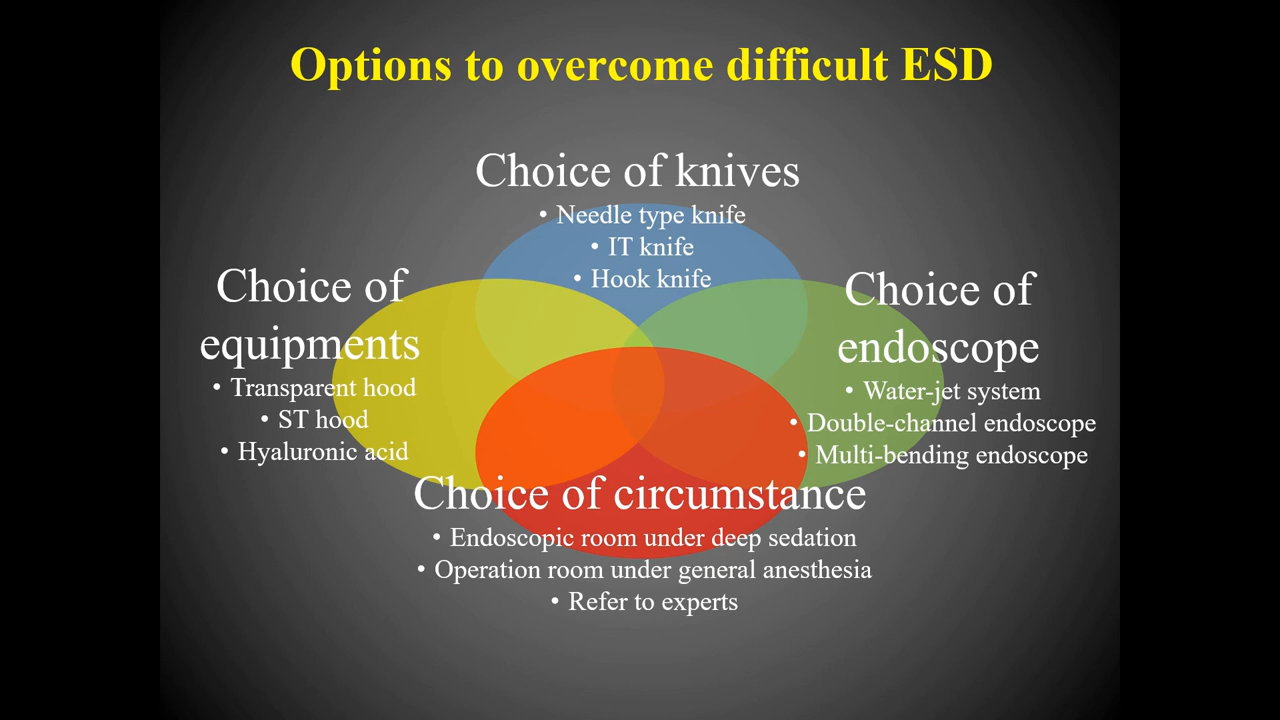 Options to overcome difficult ESD
Choice of knives
• Needle type knife
• IT knife
• Hook knife
Choice of
equipments
• Transparent hood
• ST hood
• Hyaluronic acid
Choice of
endoscope
• Water-jet system
• Double-channel endoscope
• Multi-bending endoscope
Choice of circumstance
• Endoscopic room under deep sedation
• Operation room under general anesthesia
• Refer to experts